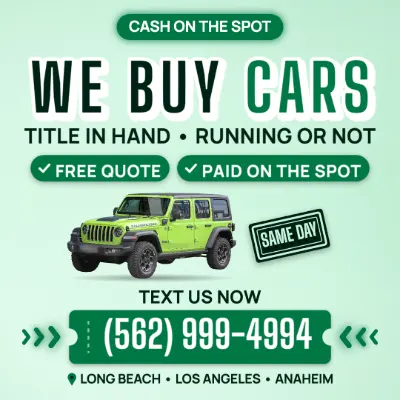 CASH ON THE SPOT
WE BUY CARS
TITLE IN HAND • RUNNING OR NOT
FREE QUOTE
PAID ON THE SPOT
SAME DAY
TEXT US NOW
(562) 999-4994
LONG BEACH • LOS ANGELES • ANAHEIM